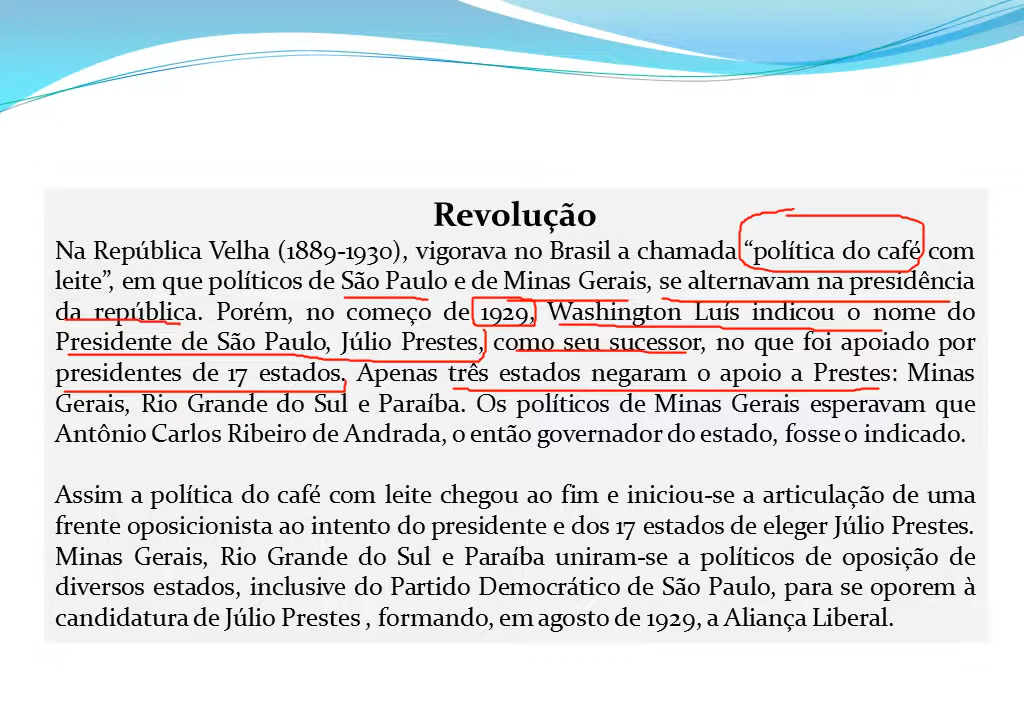 Revolução
Na República Velha (1889-1930), vigorava no Brasil a chamada “política do café com
leite”, em que políticos de São Paulo e de Minas Gerais, se alternavam na presidência
da república. Porém, no começo de 1929, Washington Luís indicou o nome do
Presidente de São Paulo, Júlio Prestes, como seu sucessor, no que foi apoiado por
presidentes de 17 estados. Apenas três estados negaram o apoio a Prestes: Minas
Gerais, Rio Grande do Sul e Paraíba. Os políticos de Minas Gerais esperavam que
Antônio Carlos Ribeiro de Andrada, o então governador do estado, fosse o indicado.
Assim a política do café com leite chegou ao fim e iniciou-se a articulação de uma
frente oposicionista ao intento do presidente e dos 17 estados de eleger Júlio Prestes.
Minas Gerais, Rio Grande do Sul e Paraíba uniram-se a políticos de oposição de
diversos estados, inclusive do Partido Democrático de São Paulo, para se oporem à
candidatura de Júlio Prestes , formando, em agosto de 1929, a Aliança Liberal.